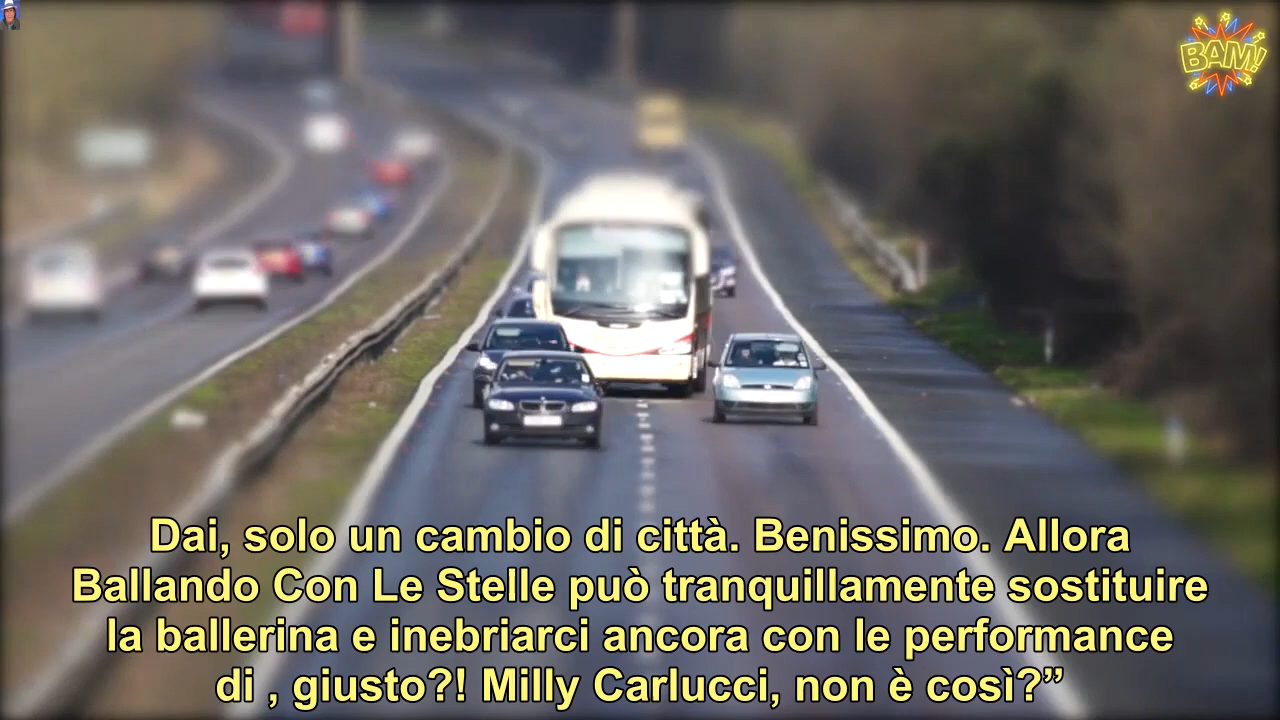 BAM!
Dai, solo un cambio di città. Benissimo. Allora
Ballando Con Le Stelle può tranquillamente sostituire
la ballerina e inebriarci ancora con le performance
di , giusto?! Milly Carlucci, non è così?”